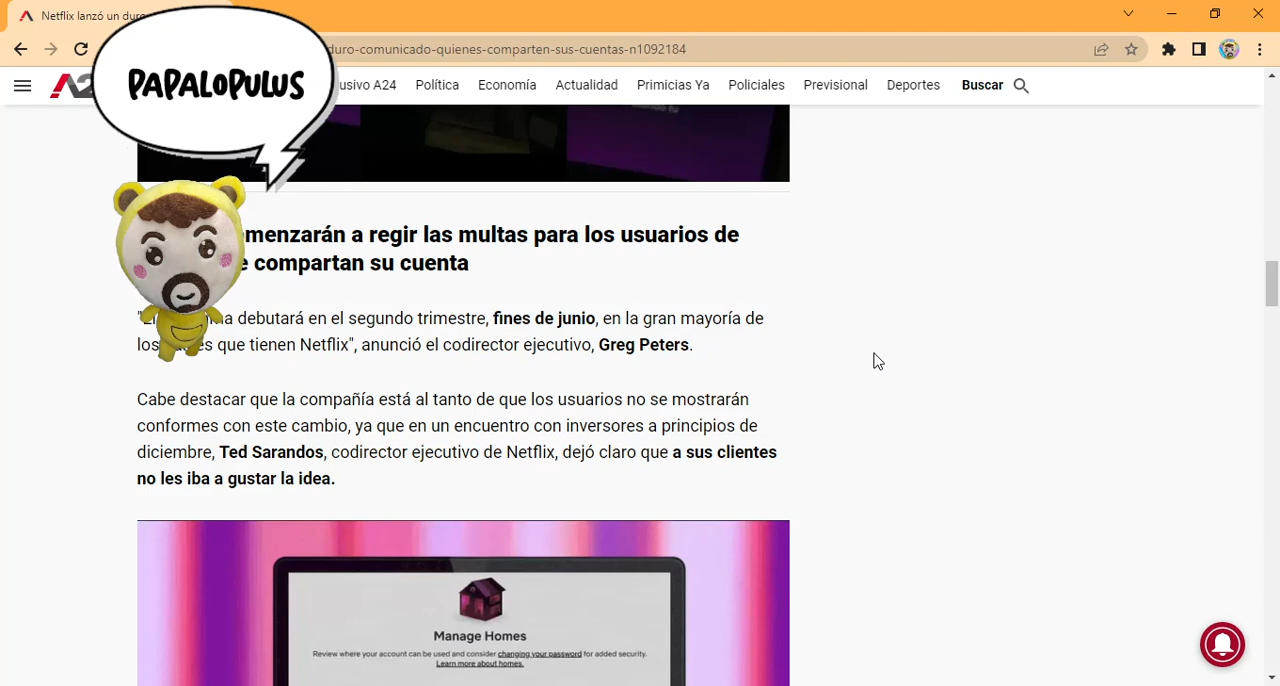 Netflix lanzó un duro
PAPALOPULUS
duro-comunicado-quienes-comparten-sus-cuentas-n1092184
usivo A24 Política Economía Actualidad Primicias Ya Policiales Previsional Deportes Buscar
menzarán a regir las multas para los usuarios de
compartan su cuenta
debutará en el segundo trimestre, fines de junio, en la gran mayoría de
los que tienen Netflix", anunció el codirector ejecutivo, Greg Peters.
Cabe destacar que la compañía está al tanto de que los usuarios no se mostrarán
conformes con este cambio, ya que en un encuentro con inversores a principios de
diciembre, Ted Sarandos, codirector ejecutivo de Netflix, dejó claro que a sus clientes
no les iba a gustar la idea.
Manage Homes
Review where your account can be used and consider changing your password for added security.
Learn more about homes.